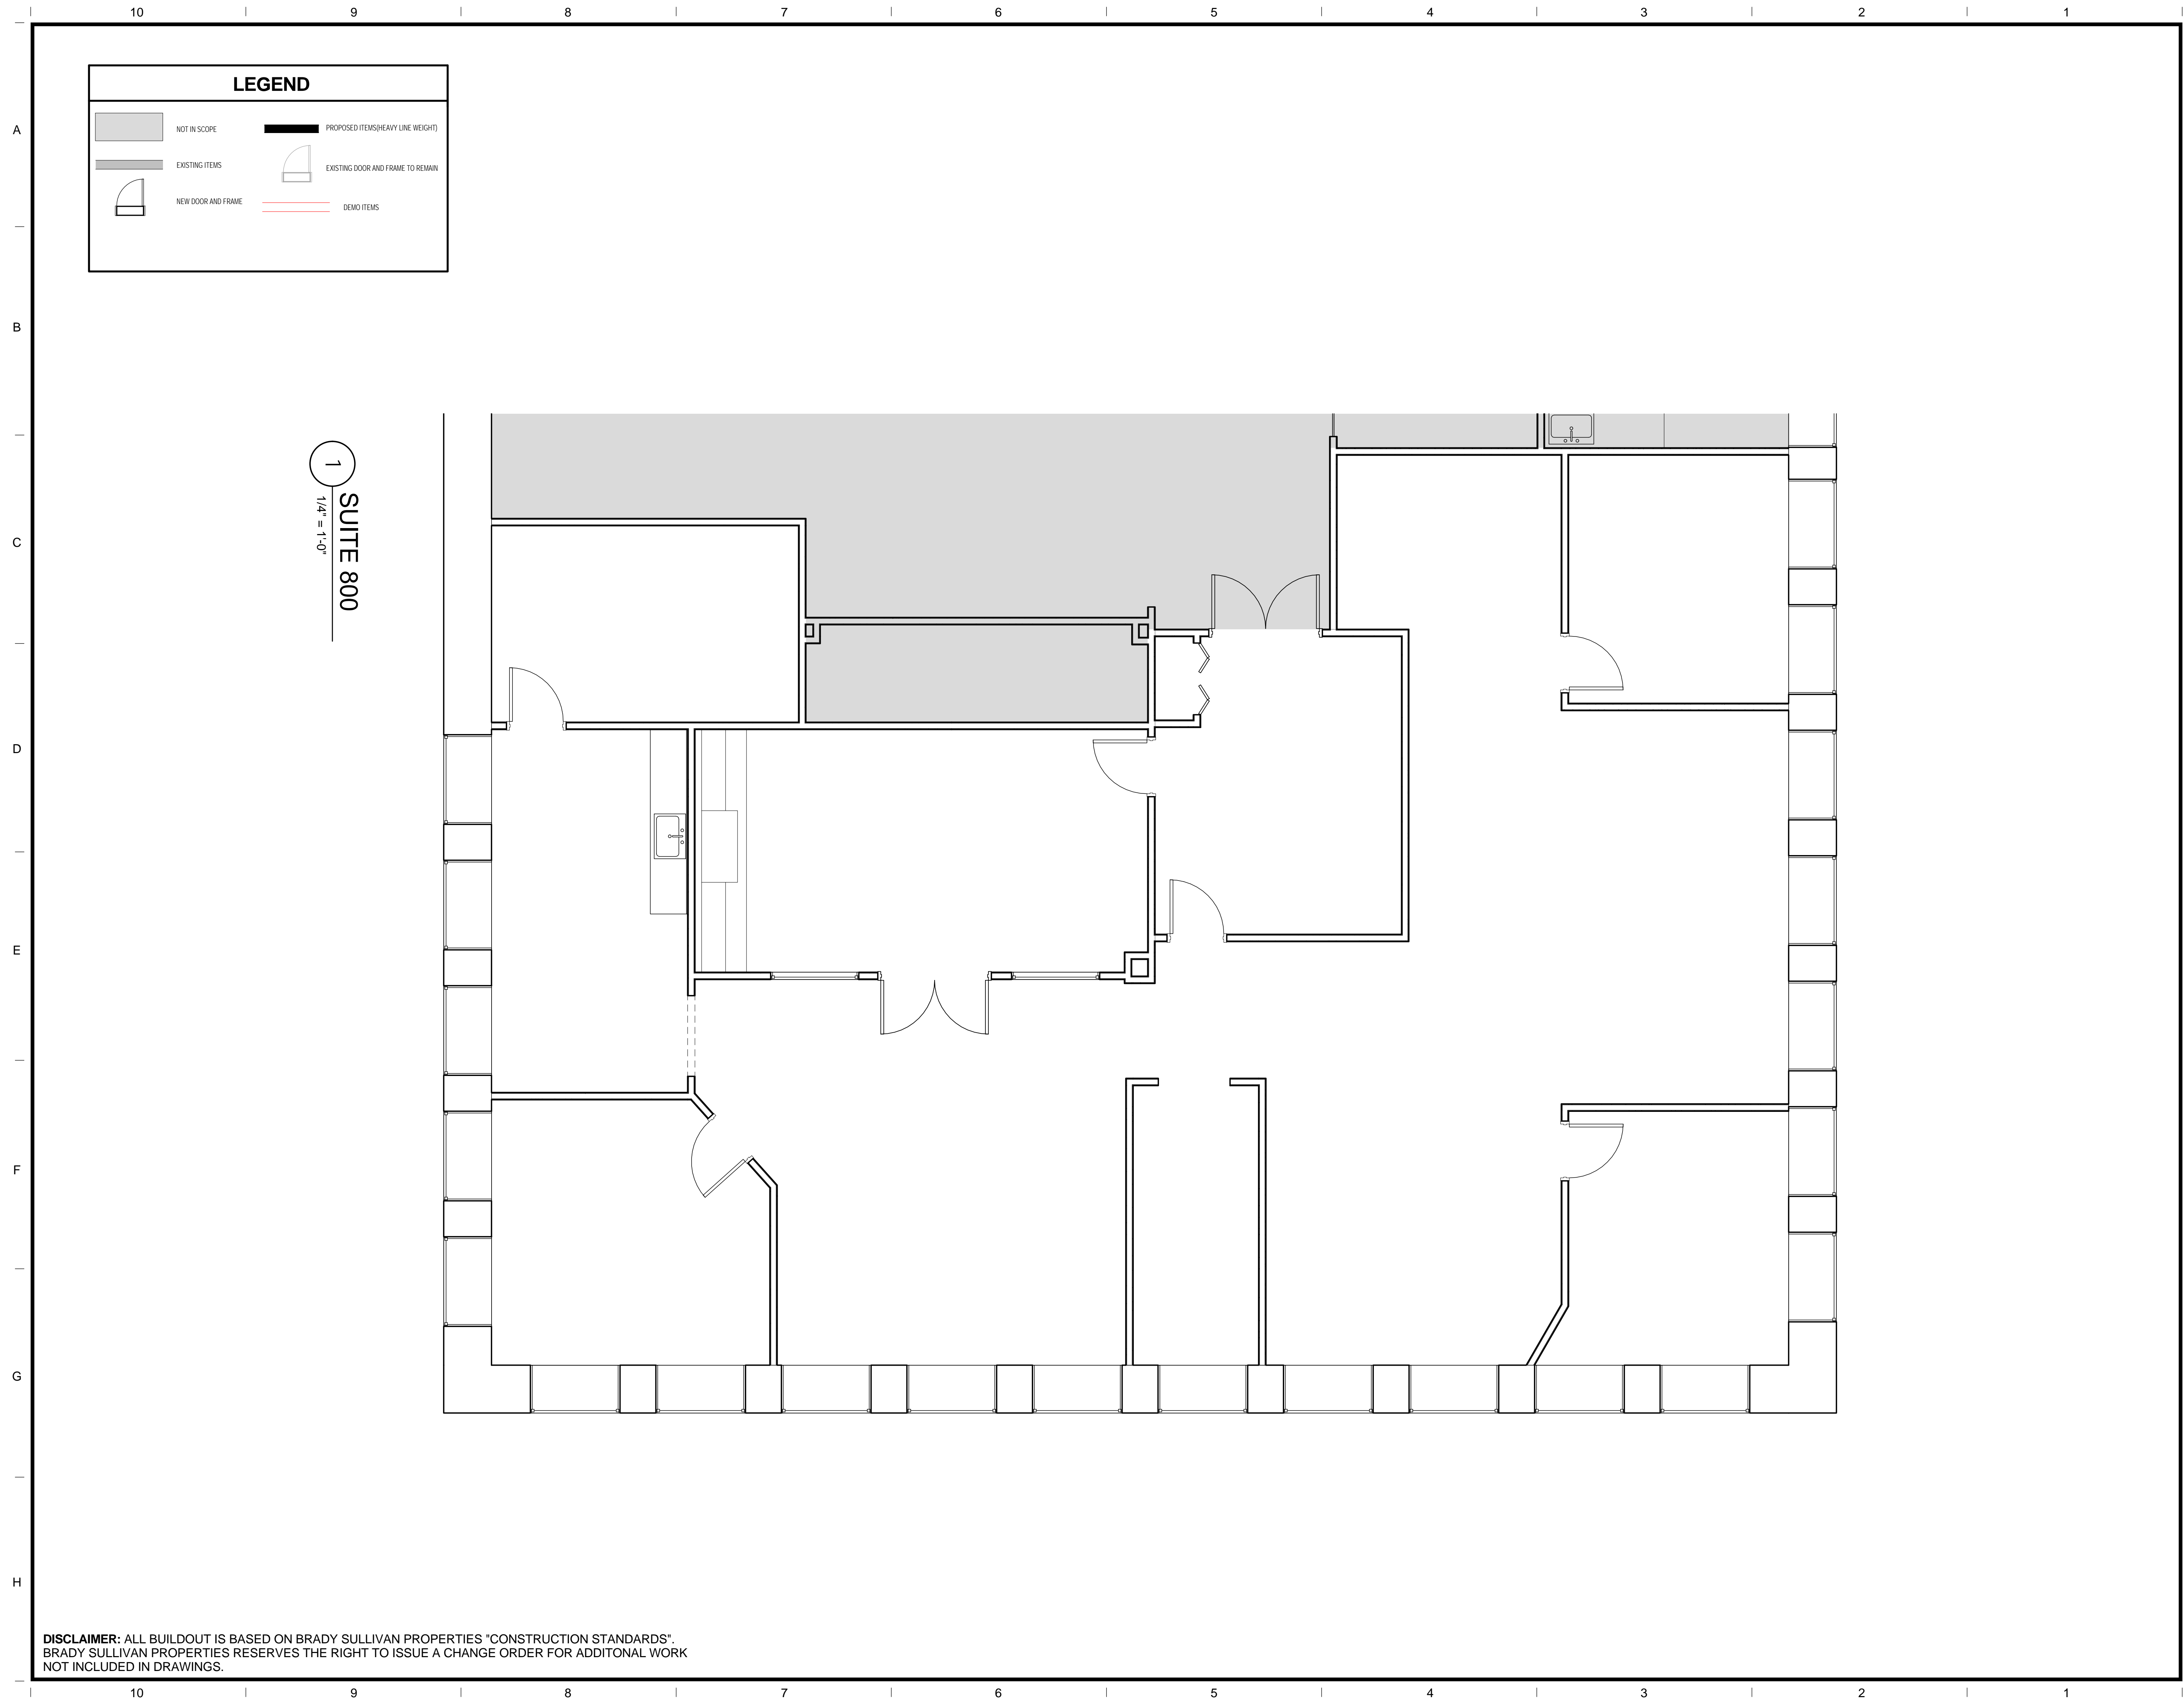 10 9 8 7 6 5 4 3 2 1
LEGEND
NOT IN SCOPE
PROPOSED ITEMS(HEAVY LINE WEIGHT)
EXISTING ITEMS
EXISTING DOOR AND FRAME TO REMAIN
NEW DOOR AND FRAME
DEMO ITEMS
A
B
C
D
E
F
G
H
1
SUITE 800
1/4" = 1'-0"
DISCLAIMER: ALL BUILDOUT IS BASED ON BRADY SULLIVAN PROPERTIES "CONSTRUCTION STANDARDS".
BRADY SULLIVAN PROPERTIES RESERVES THE RIGHT TO ISSUE A CHANGE ORDER FOR ADDITONAL WORK
NOT INCLUDED IN DRAWINGS.
10 9 8 7 6 5 4 3 2 1